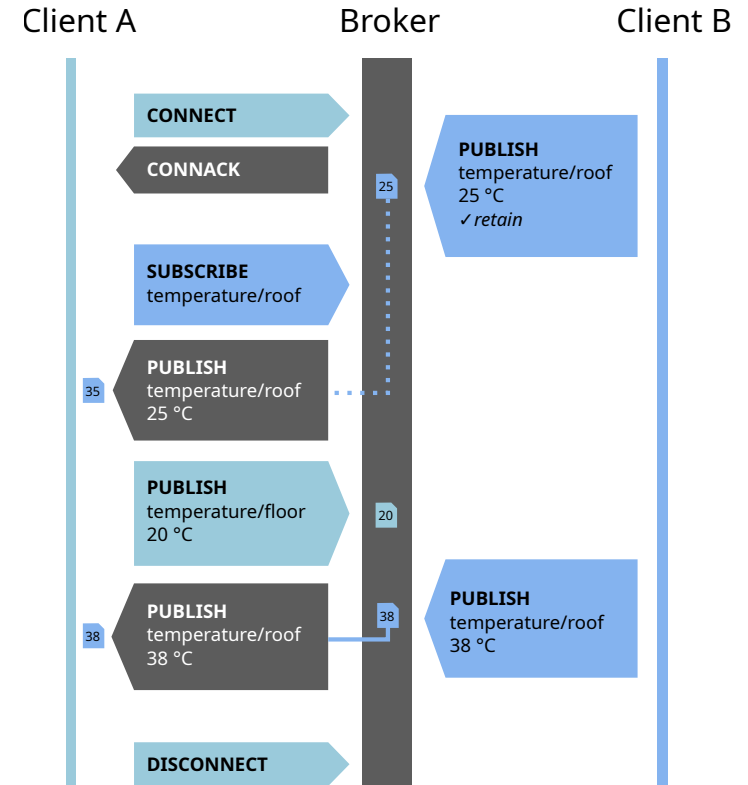 Client A
Broker
Client B
CONNECT
CONNACK
PUBLISH
temperature/roof
25 °C
✓retain
25
SUBSCRIBE
temperature/roof
PUBLISH
temperature/roof
25 °C
35
PUBLISH
temperature/floor
20 °C
20
PUBLISH
temperature/roof
38 °C
38
PUBLISH
temperature/roof
38 °C
38
DISCONNECT